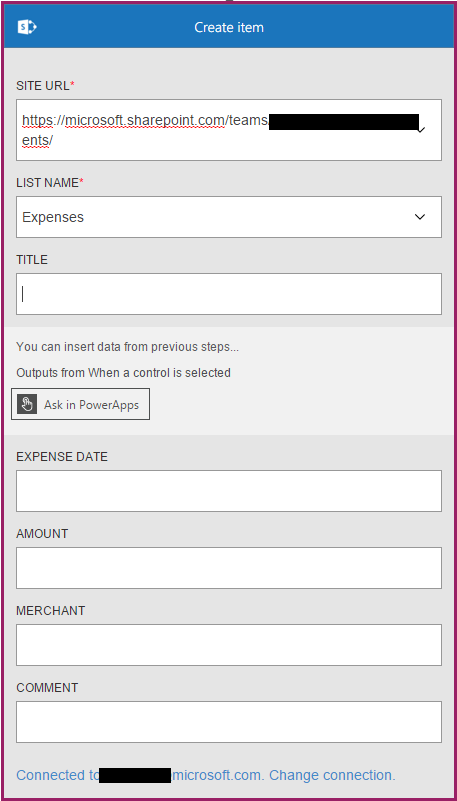 Create item
SITE URL*
https://microsoft.sharepoint.com/teams
ents/
LIST NAME*
Expenses
TITLE
You can insert data from previous steps...
Outputs from When a control is selected
Ask in PowerApps
EXPENSE DATE
AMOUNT
MERCHANT
COMMENT
Connected to microsoft.com. Change connection.